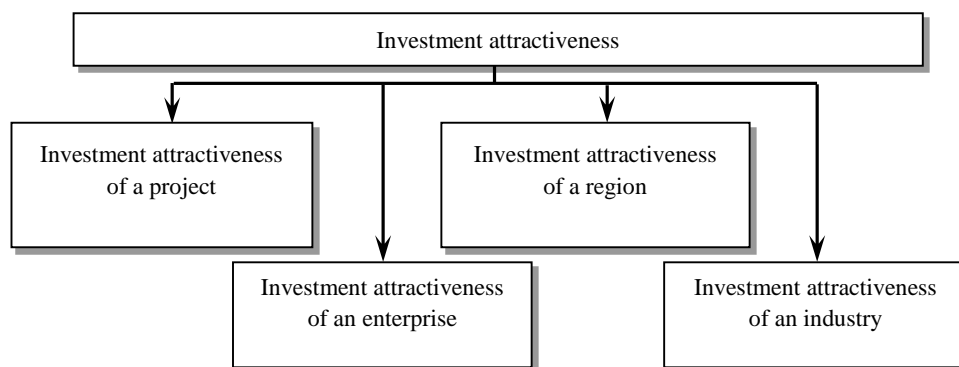 Investment attractiveness
Investment attractiveness
of a project
Investment attractiveness
of a region
Investment attractiveness
of an enterprise
Investment attractiveness
of an industry